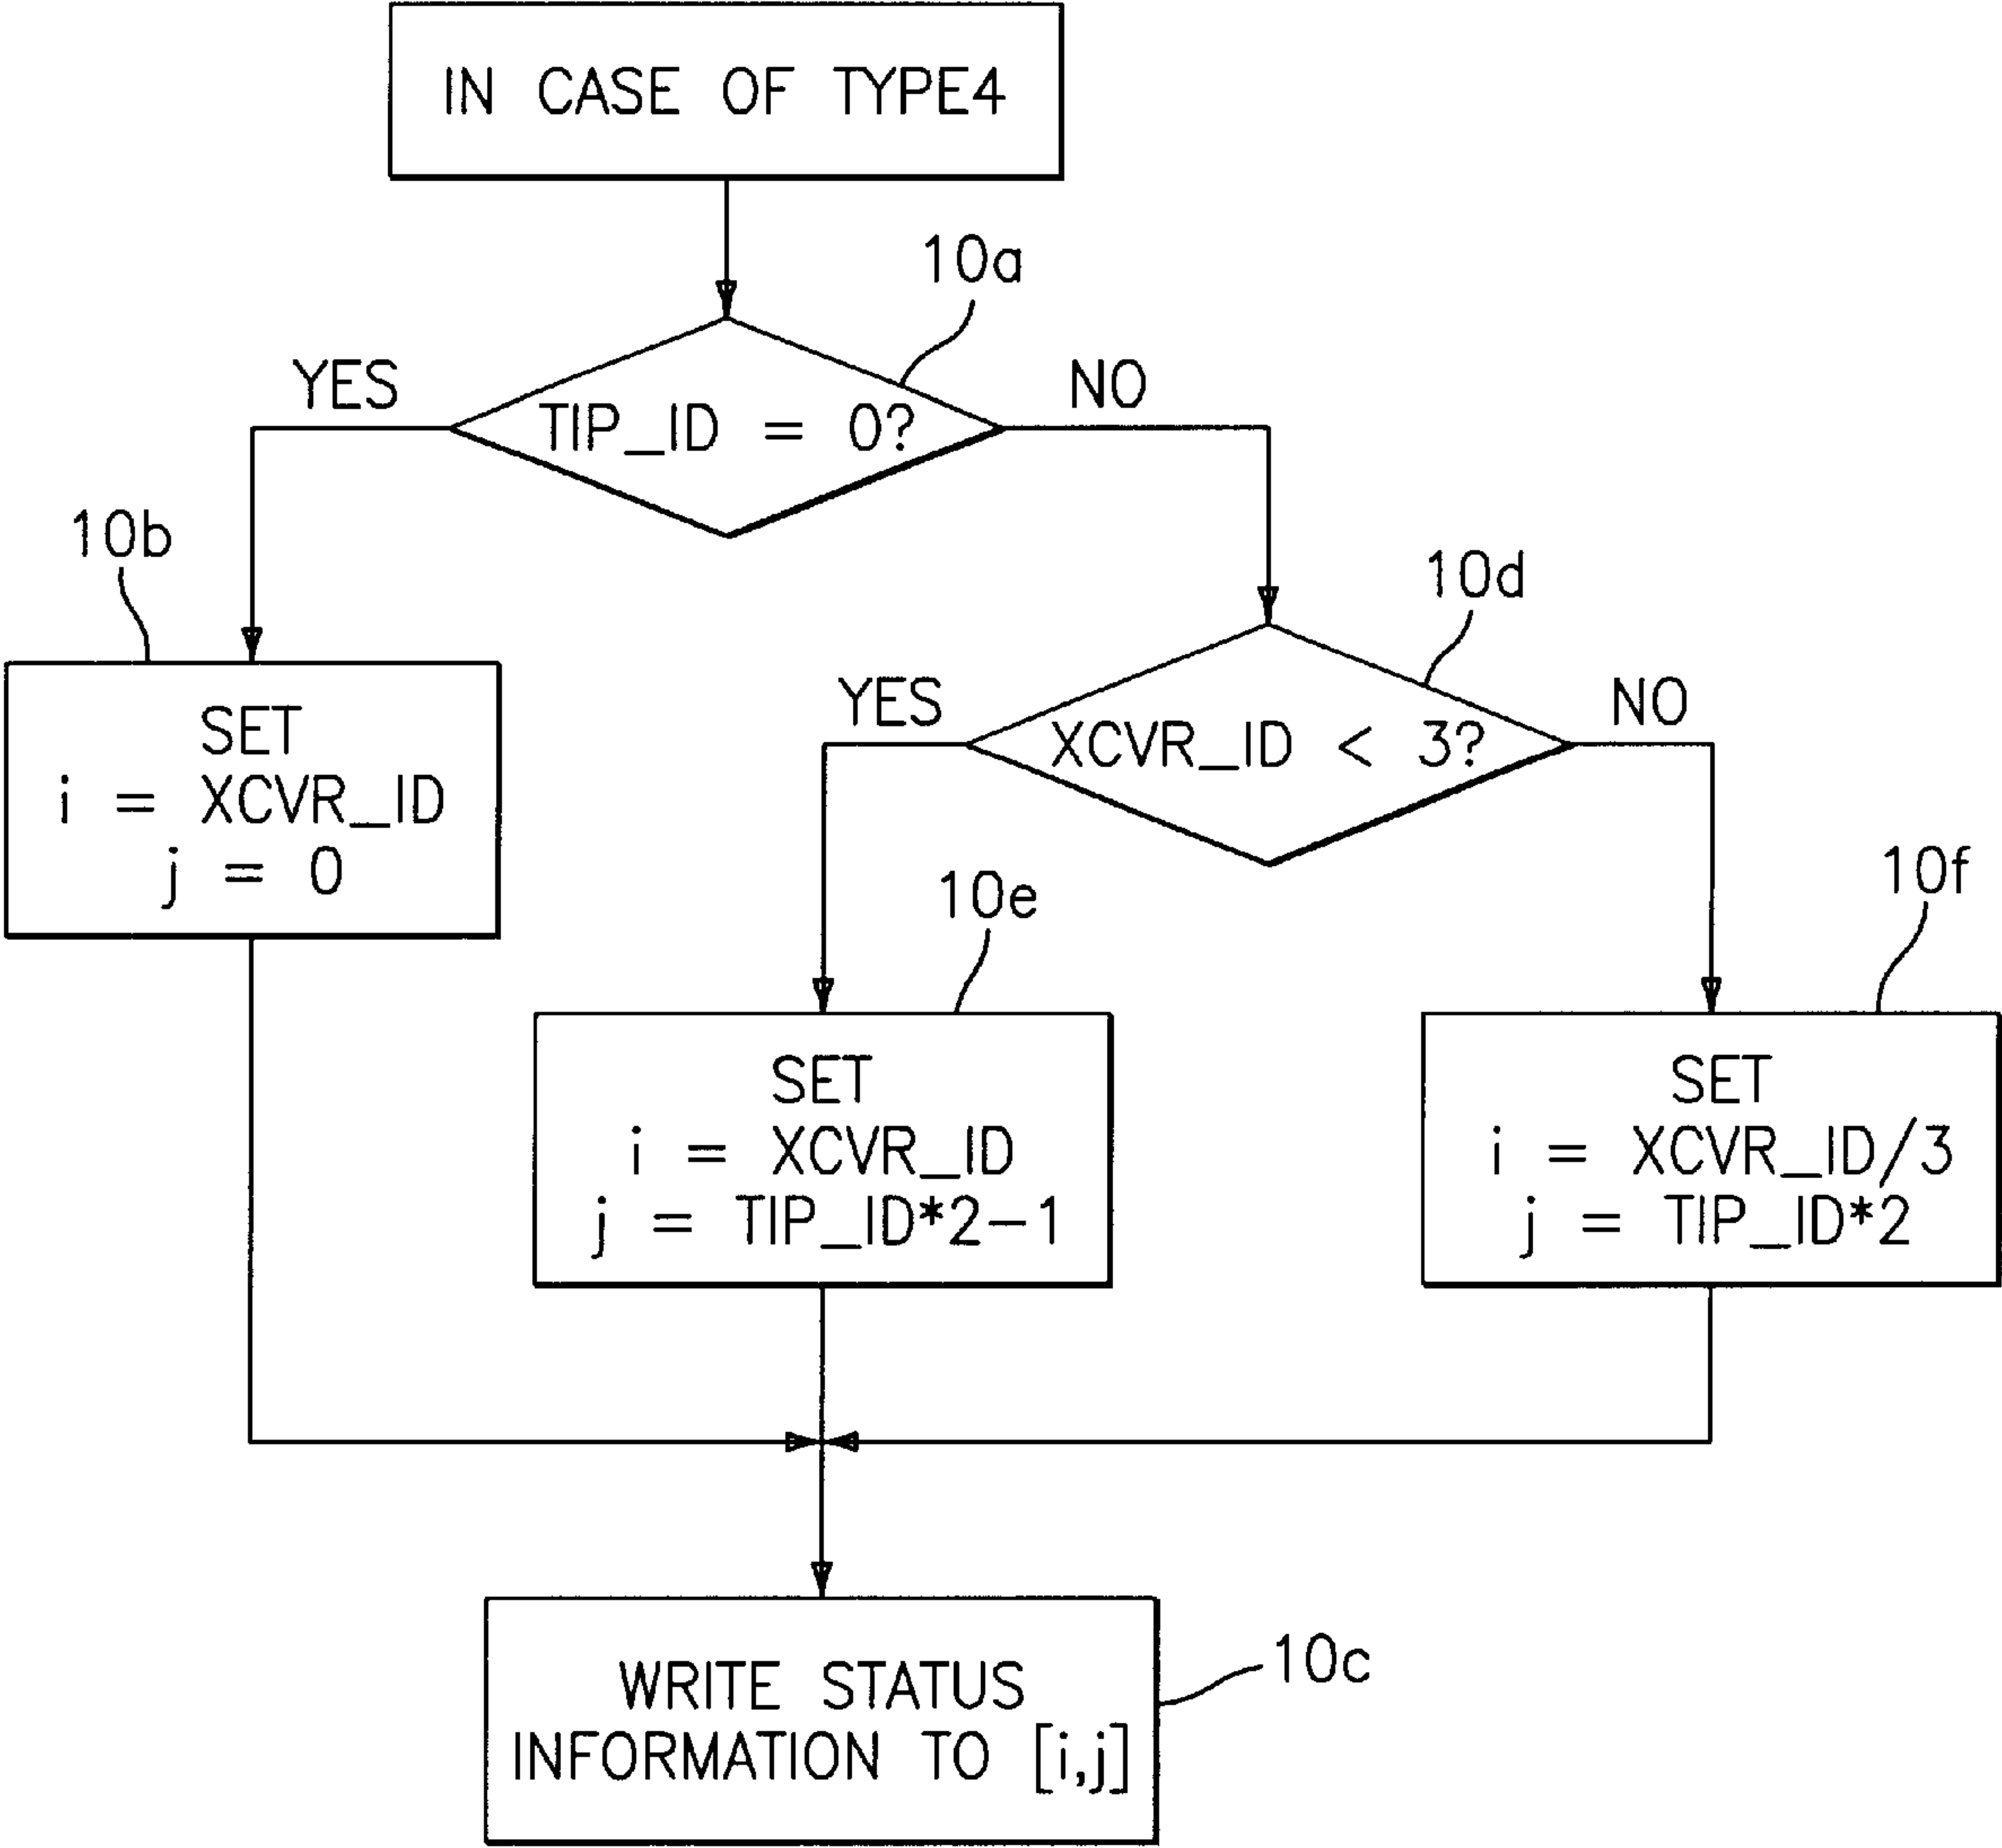 IN CASE OF TYPE4
10a
YES
NO
TIP_ID = 0?
10b
10d
SET
i = XCVR_ID
j = 0
YES
NO
XCVR_ID < 3?
10e
10f
SET
i = XCVR_ID
j = TIP_ID*2-1
SET
i = XCVR_ID/3
j = TIP_ID*2
WRITE STATUS
INFORMATION TO [i,j]
10c